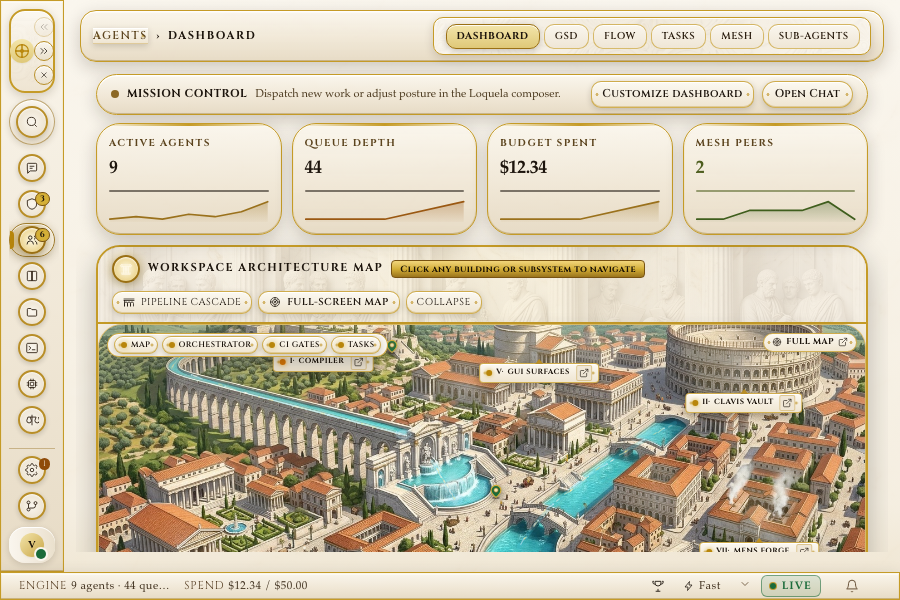 AGENTS › DASHBOARD
DASHBOARD GSD FLOW TASKS MESH SUB-AGENTS
MISSION CONTROL Dispatch new work or adjust posture in the Loquela composer.
CUSTOMIZE DASHBOARD OPEN CHAT
ACTIVE AGENTS
9
QUEUE DEPTH
44
BUDGET SPENT
$12.34
MESH PEERS
2
3
6
WORKSPACE ARCHITECTURE MAP CLICK ANY BUILDING OR SUBSYSTEM TO NAVIGATE
PIPELINE CASCADE FULL-SCREEN MAP COLLAPSE
MAP ORCHESTRATOR CI GATES TASKS
FULL MAP
I· COMPILER
V· GUI SURFACES
II· CLAVIS VAULT
VII· MENS FORGE
V
ENGINE 9 agents · 44 que... SPEND $12.34 / $50.00
Fast LIVE